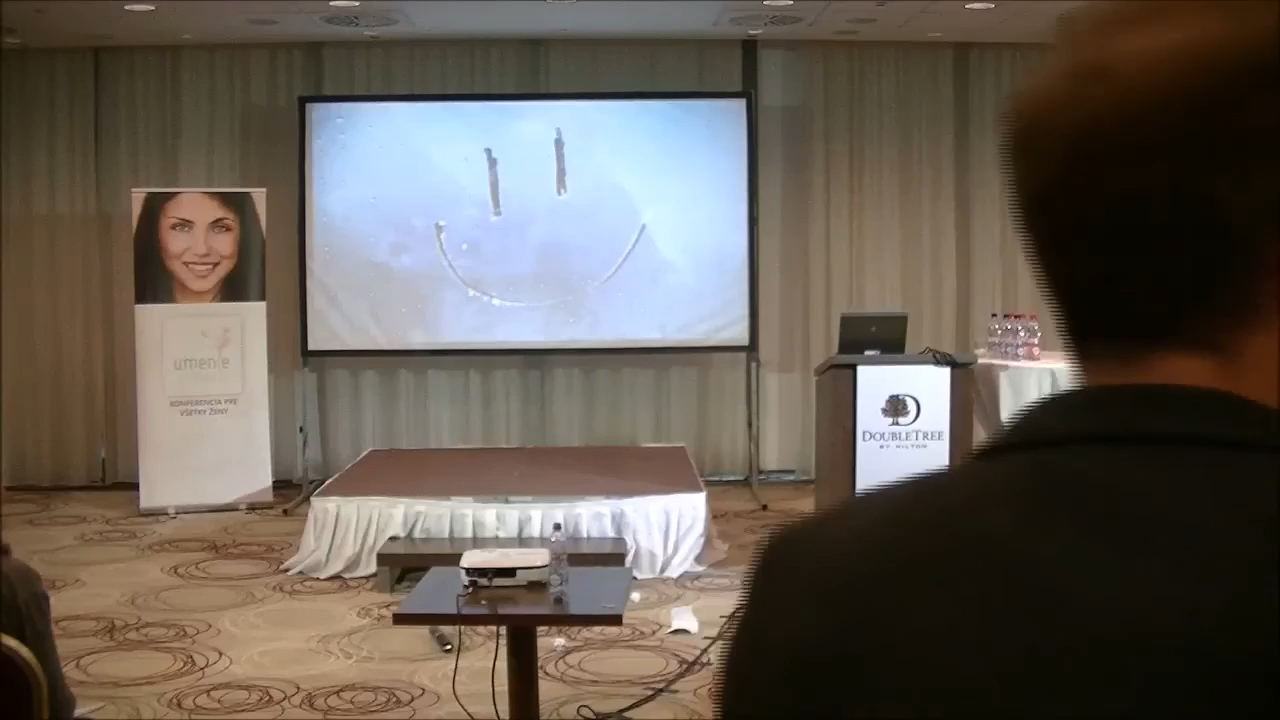 umenie
KONFERENCIA PRE
VŠETKY ŽENY
D
DOUBLETREE
BY HILTON